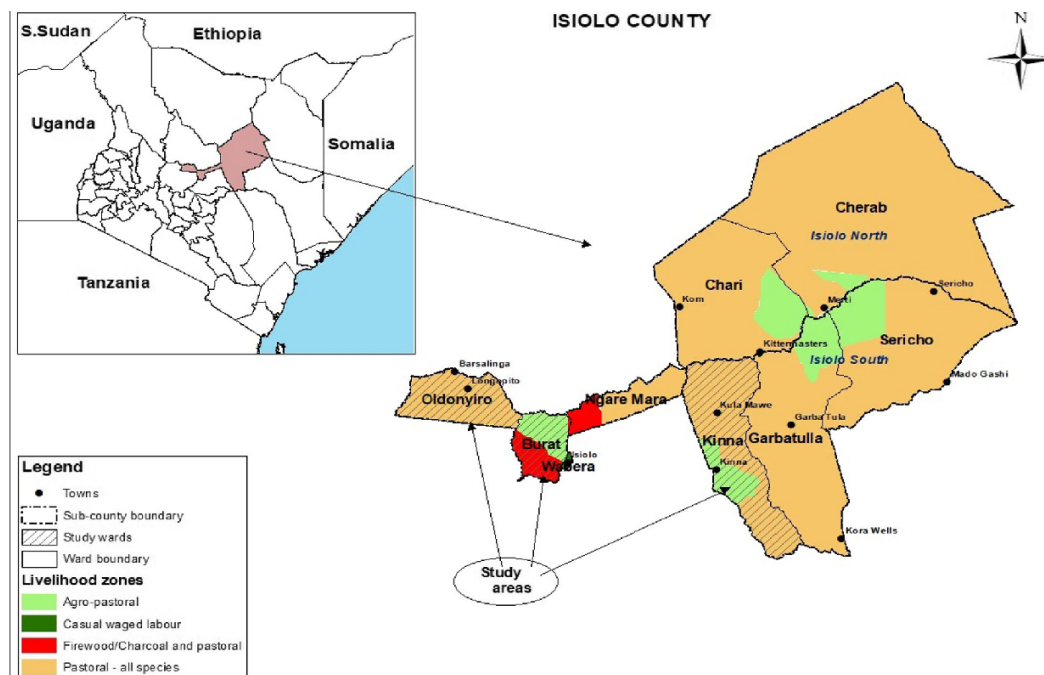 ISIOLO COUNTY
N
S.Sudan
Ethiopia
Uganda
Somalia
Tanzania
Cherab
Isiolo North
Chari
Kom
Merti
Sericho
Sericho
Kittermasters
Isiolo South
Mado Gashi
Barsalinga
Longopito
Oldonyiro
Ngare Mara
Kula Mawe
Garba Tula
Kinna
Garbatulla
Burat
Isiolo
Wabera
Kinna
Kora Wells
Study
areas
Legend
Towns
Sub-county boundary
Study wards
Ward boundary
Livelihood zones
Agro-pastoral
Casual waged labour
Firewood/Charcoal and pastoral
Pastoral - all species